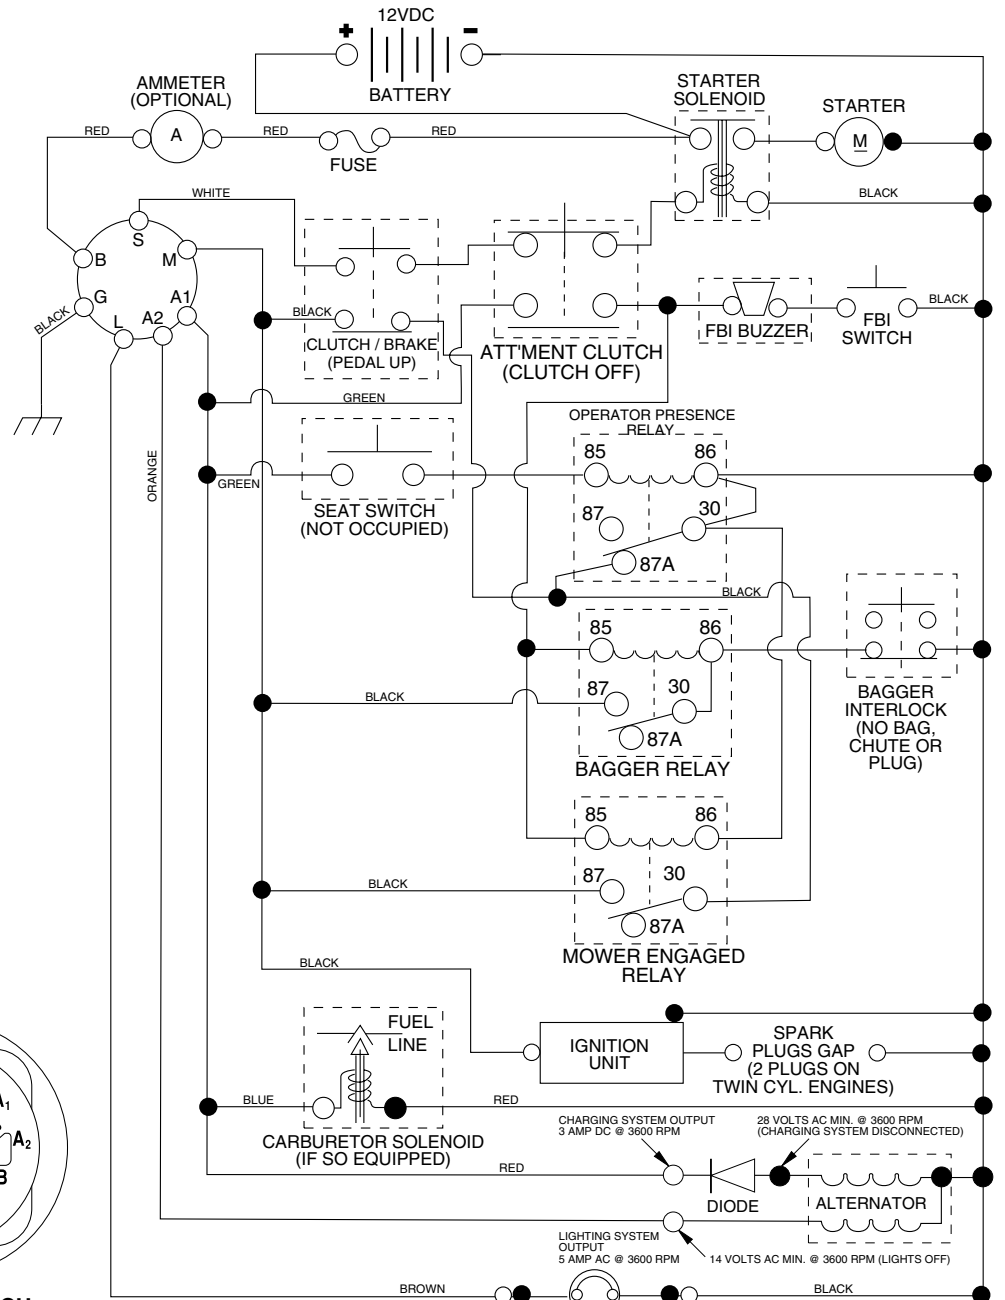 12VDC
+ -
BATTERY
AMMETER
(OPTIONAL)
A
RED
RED
FUSE
RED
STARTER
SOLENOID
STARTER
M
BLACK
WHITE
S
B
M
G
A1
L
A2
BLACK
BLACK
CLUTCH / BRAKE
(PEDAL UP)
ATT'MENT CLUTCH
(CLUTCH OFF)
FBI BUZZER
FBI
SWITCH
BLACK
GREEN
ORANGE
GREEN
SEAT SWITCH
(NOT OCCUPIED)
OPERATOR PRESENCE
RELAY
85
86
87
30
87A
BLACK
85
86
87
30
87A
BAGGER RELAY
BLACK
BAGGER
INTERLOCK
(NO BAG,
CHUTE OR
PLUG)
85
86
87
30
87A
MOWER ENGAGED
RELAY
BLACK
BLACK
FUEL
LINE
IGNITION
UNIT
SPARK
PLUGS GAP
(2 PLUGS ON
TWIN CYL. ENGINES)
BLUE
RED
CARBURETOR SOLENOID
(IF SO EQUIPPED)
CHARGING SYSTEM OUTPUT
3 AMP DC @ 3600 RPM
28 VOLTS AC MIN. @ 3600 RPM
(CHARGING SYSTEM DISCONNECTED)
RED
DIODE
ALTERNATOR
LIGHTING SYSTEM
OUTPUT
5 AMP AC @ 3600 RPM
14 VOLTS AC MIN. @ 3600 RPM (LIGHTS OFF)
BROWN
BLACK
A1
A2
B